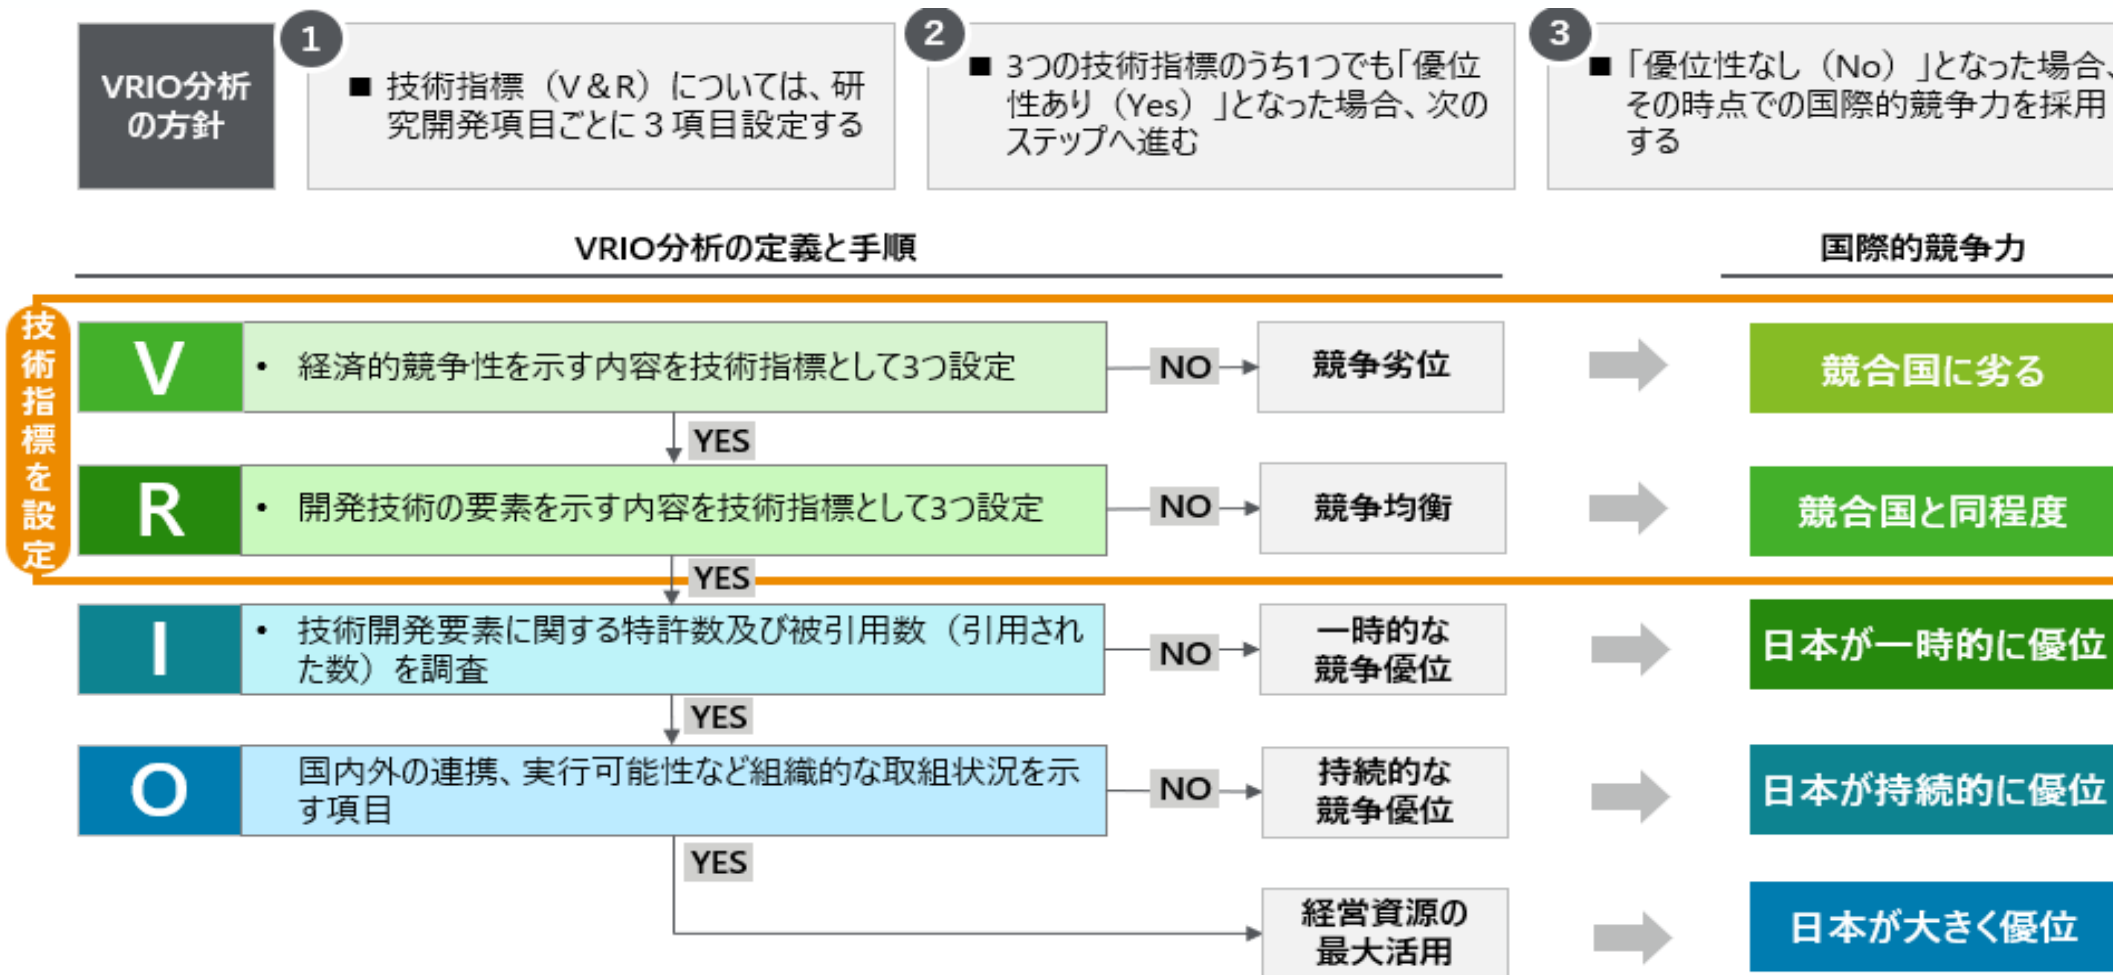 VRIO分析
の方針
1
■ 技術指標（V＆R）については、研
究開発項目ごとに３項目設定する
2
■ 3つの技術指標のうち1つでも「優位
性あり（Yes）」となった場合、次の
ステップへ進む
3
■ 「優位性なし（No）」となった場合、
その時点での国際的競争力を採用
する
VRIO分析の定義と手順
国際的競争力
技術指標を設定
V
• 経済的競争性を示す内容を技術指標として3つ設定
NO
競争劣位
競合国に劣る
YES
R
• 開発技術の要素を示す内容を技術指標として3つ設定
NO
競争均衡
競合国と同程度
YES
I
• 技術開発要素に関する特許数及び被引用数（引用され
た数）を調査
NO
一時的な
競争優位
日本が一時的に優位
YES
O
国内外の連携、実行可能性など組織的な取組状況を示
す項目
NO
持続的な
競争優位
日本が持続的に優位
YES
経営資源の
最大活用
日本が大きく優位